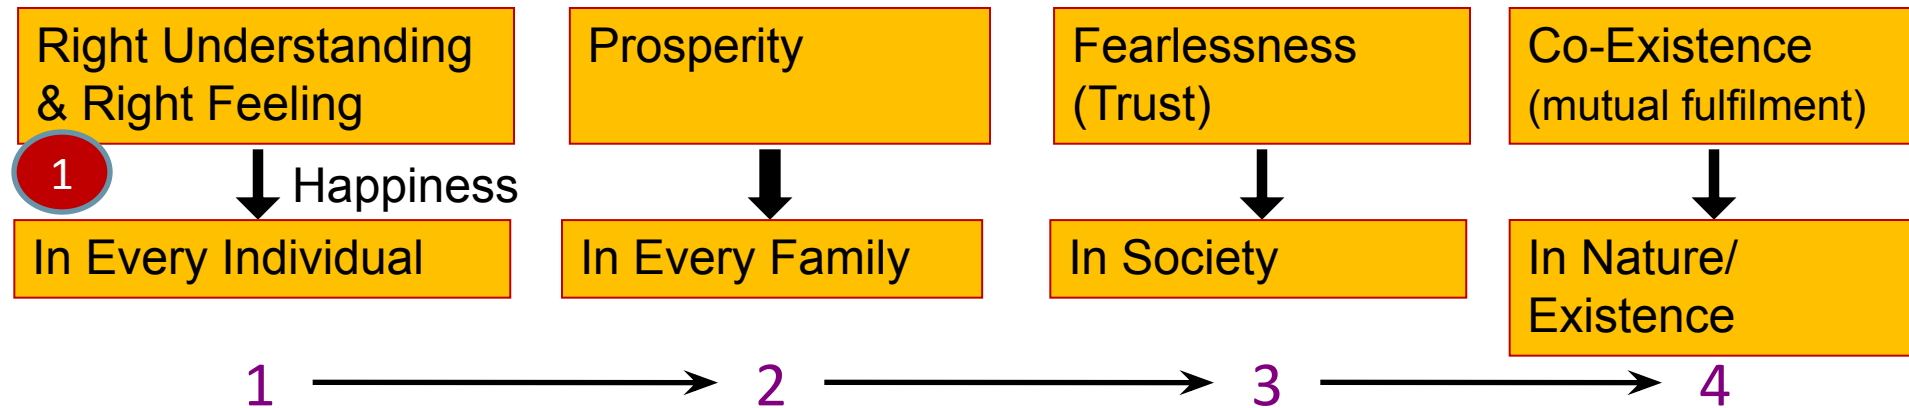 Right Understanding
& Right Feeling
Prosperity
Fearlessness
(Trust)
Co-Existence
(mutual fulfilment)
1
Happiness
In Every Individual
In Every Family
In Society
In Nature/
Existence
1
2
3
4